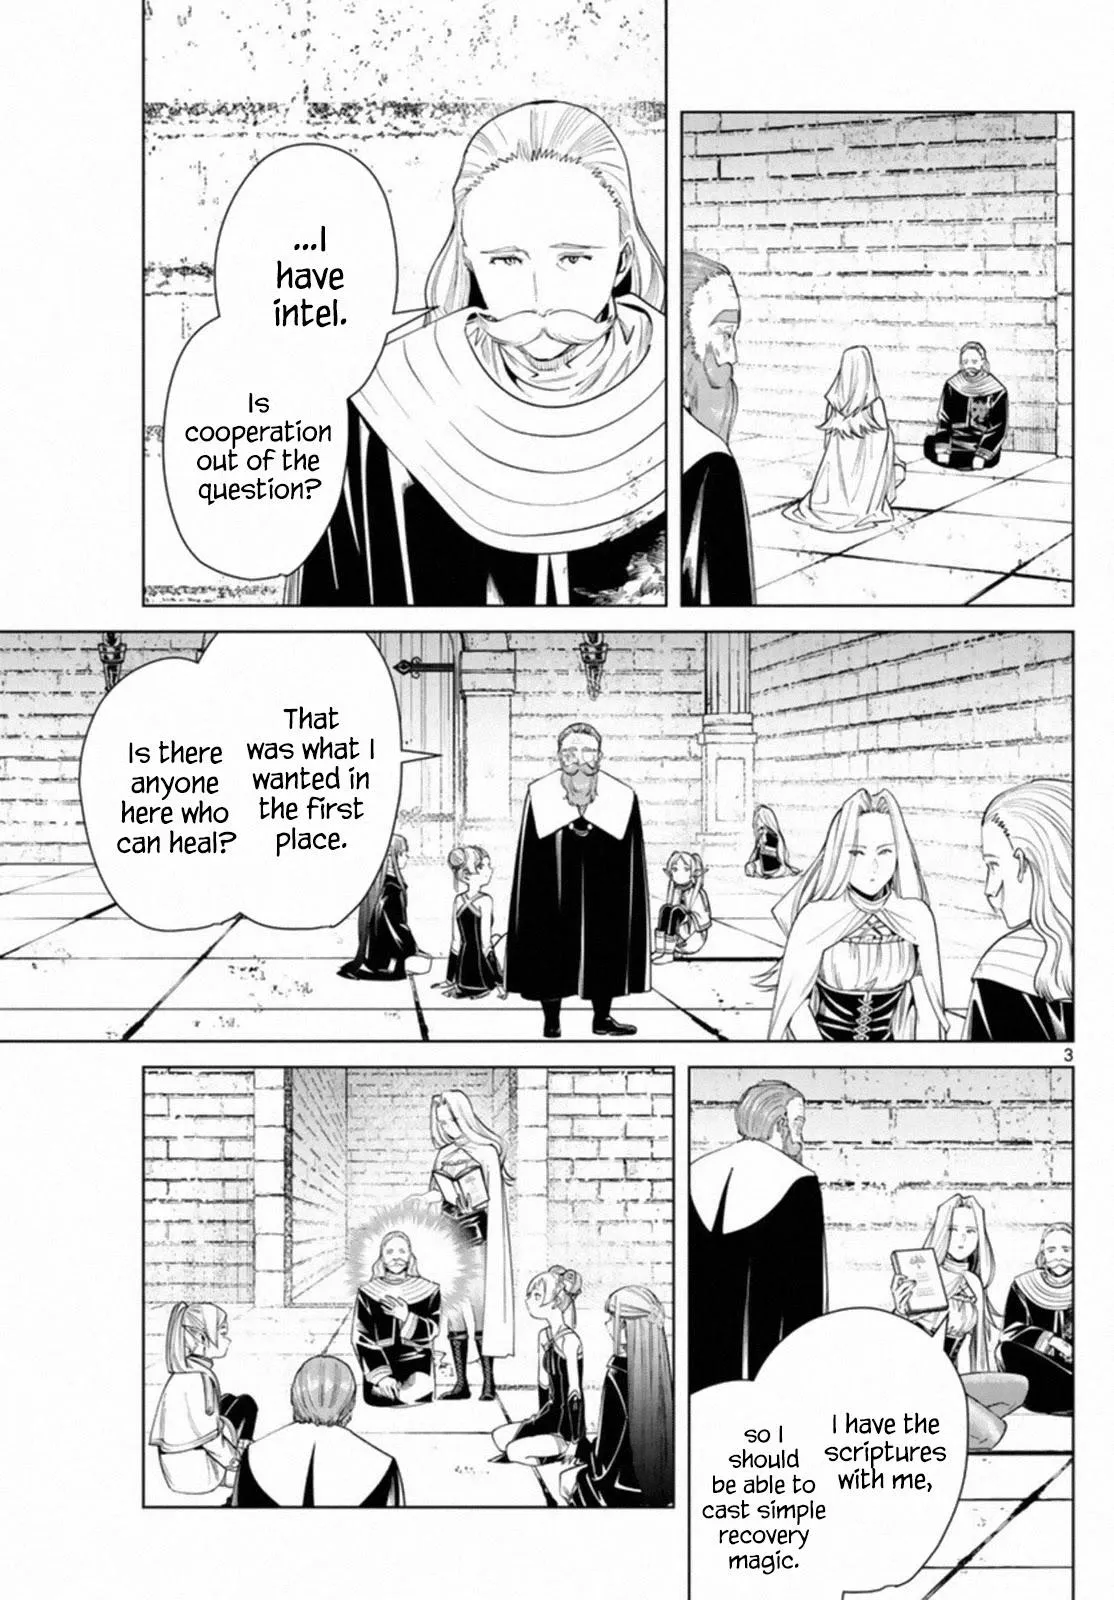 ...I
have
intel.
Is
cooperation
out of the
question?
That
was what I
wanted in
the first
place.
Is there
anyone
here who
can heal?
3
I have the
scriptures
with me,
so I
should
be able to
cast simple
recovery
magic.